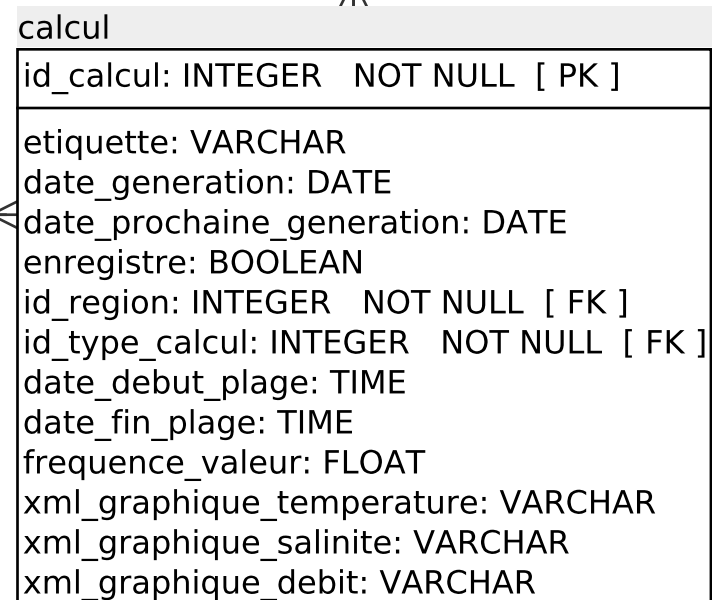 calcul
id_calcul: INTEGER NOT NULL [ PK ]
etiquette: VARCHAR
date_generation: DATE
date_prochaine_generation: DATE
enregistre: BOOLEAN
id_region: INTEGER NOT NULL [ FK ]
id_type_calcul: INTEGER NOT NULL [ FK ]
date_debut_plage: TIME
date_fin_plage: TIME
frequence_valeur: FLOAT
xml_graphique_temperature: VARCHAR
xml_graphique_salinite: VARCHAR
xml_graphique_debit: VARCHAR